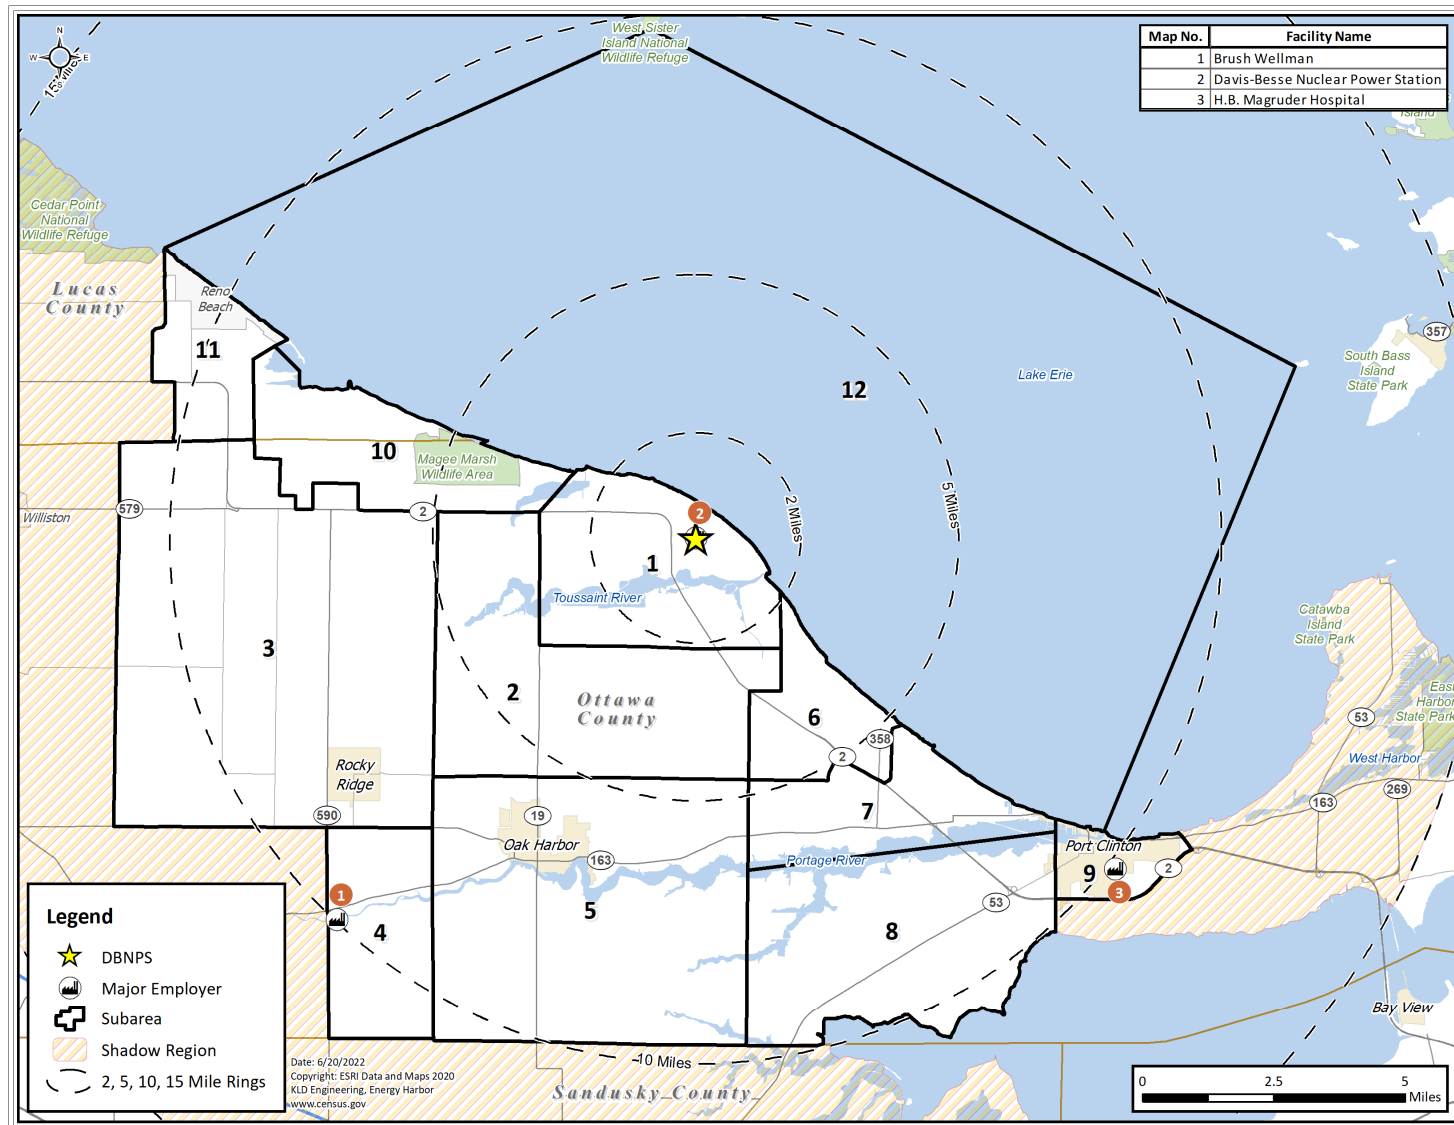 West Sister
Island National
Wildlife Refuge
N
W E
S
Map No. Facility Name
1 Brush Wellman
2 Davis-Besse Nuclear Power Station
3 H.B. Magruder Hospital
Island
Cedar Point
National
Wildlife Refuge
Lucas
County
Reno
Beach
11
12
Lake Erie
357
South Bass
Island
State Park
10
Magee Marsh
Wildlife Area
579
Williston
2
2
2 Miles
5 Miles
1
Toussaint River
Catawba
Island
State Park
3
2
Ottawa
County
6
358
2
53
East
Harbor
State Park
West Harbor
Rocky
Ridge
590
19
Oak Harbor
163
7
Portage River
163
269
Port Clinton
9
2
3
1
4
5
8
53
Bay View
10 Miles
Sandusky County
Legend
DBNPS
Major Employer
Subarea
Shadow Region
2, 5, 10, 15 Mile Rings
Date: 6/20/2022
Copyright: ESRI Data and Maps 2020
KLD Engineering, Energy Harbor
www.census.gov
0 2.5 5
Miles